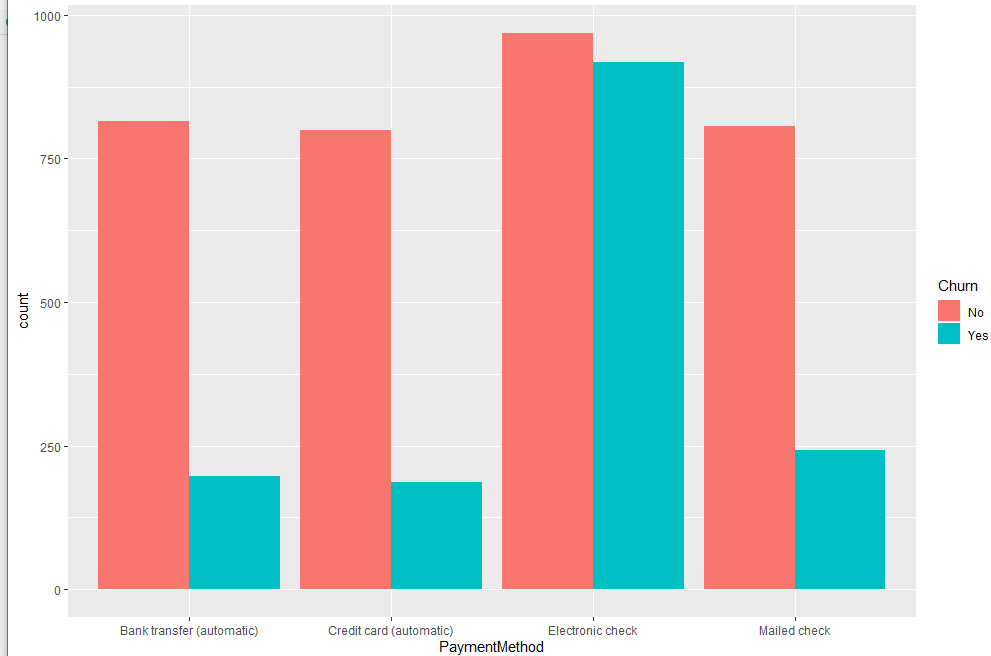 1000
750
500
250
0
count
Bank transfer (automatic)
Credit card (automatic)
Electronic check
Mailed check
PaymentMethod
Churn
No
Yes